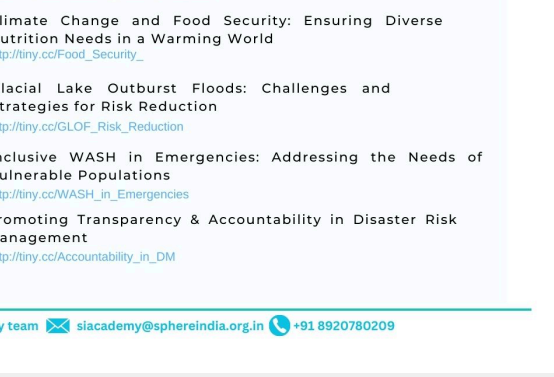 limate Change and Food Security: Ensuring Diverse
utrition Needs in a Warming World
tp://tiny.cc/Food_Security_
lacial Lake Outburst Floods: Challenges and
trategies for Risk Reduction
tp://tiny.cc/GLOF_Risk_Reduction
nclusive WASH in Emergencies: Addressing the Needs of
ulnerable Populations
tp://tiny.cc/WASH_in_Emergencies
romoting Transparency & Accountability in Disaster Risk
anagement
tp://tiny.cc/Accountability_in_DM
y team siacademy@sphereindia.org.in +91 8920780209